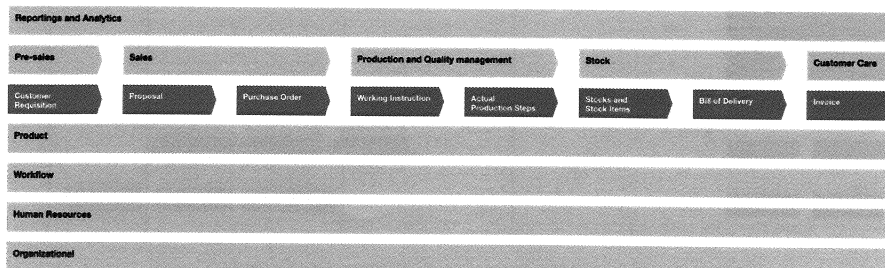 Reportings and Analytics
Pre-sales
Sales
Production and Quality management
Stock
Customer Care
Customer
Requisition
Proposal
Purchase Order
Working Instruction
Actual
Production Steps
Stocks and
Stock Items
Bill of Delivery
Invoice
Product
Workflow
Human Resources
Organizational